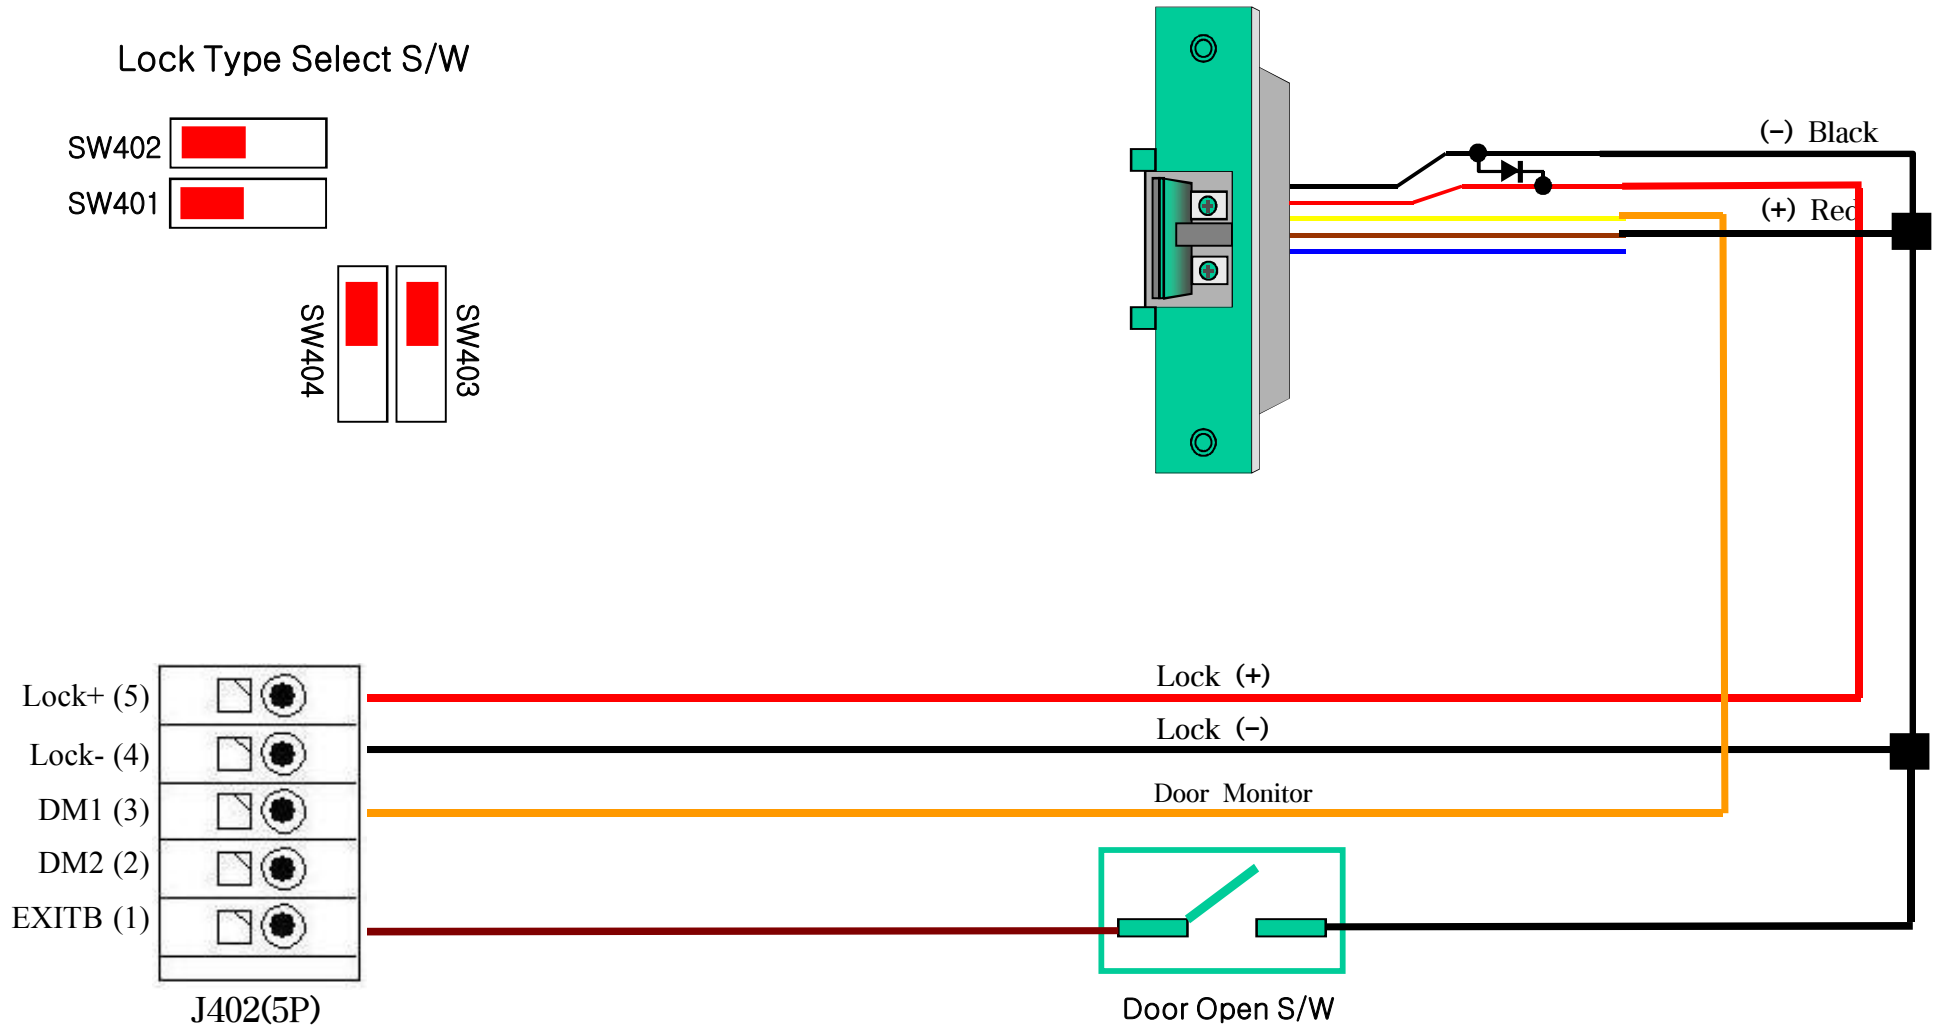 Lock Type Select S/W
SW402
SW401
SW404
SW403
(-) Black
(+) Red
Lock (+)
Lock (-)
Door Monitor
Lock+ (5)
Lock- (4)
DM1 (3)
DM2 (2)
EXITB (1)
J402(5P)
Door Open S/W